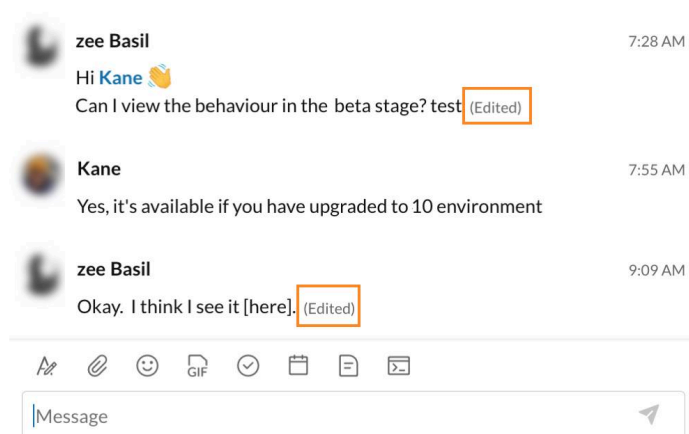 zee Basil 7:28 AM
Hi Kane 👋
Can I view the behaviour in the beta stage? test (Edited)
Kane 7:55 AM
Yes, it's available if you have upgraded to 10 environment
zee Basil 9:09 AM
Okay. I think I see it [here]. (Edited)
GIF
Message